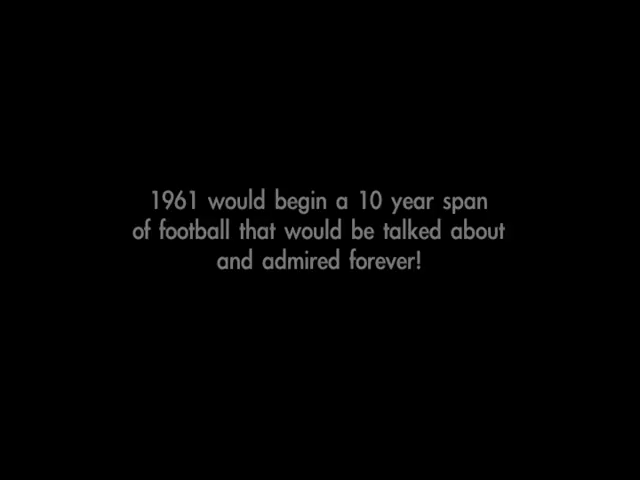 1961 would begin a 10 year span
of football that would be talked about
and admired forever!